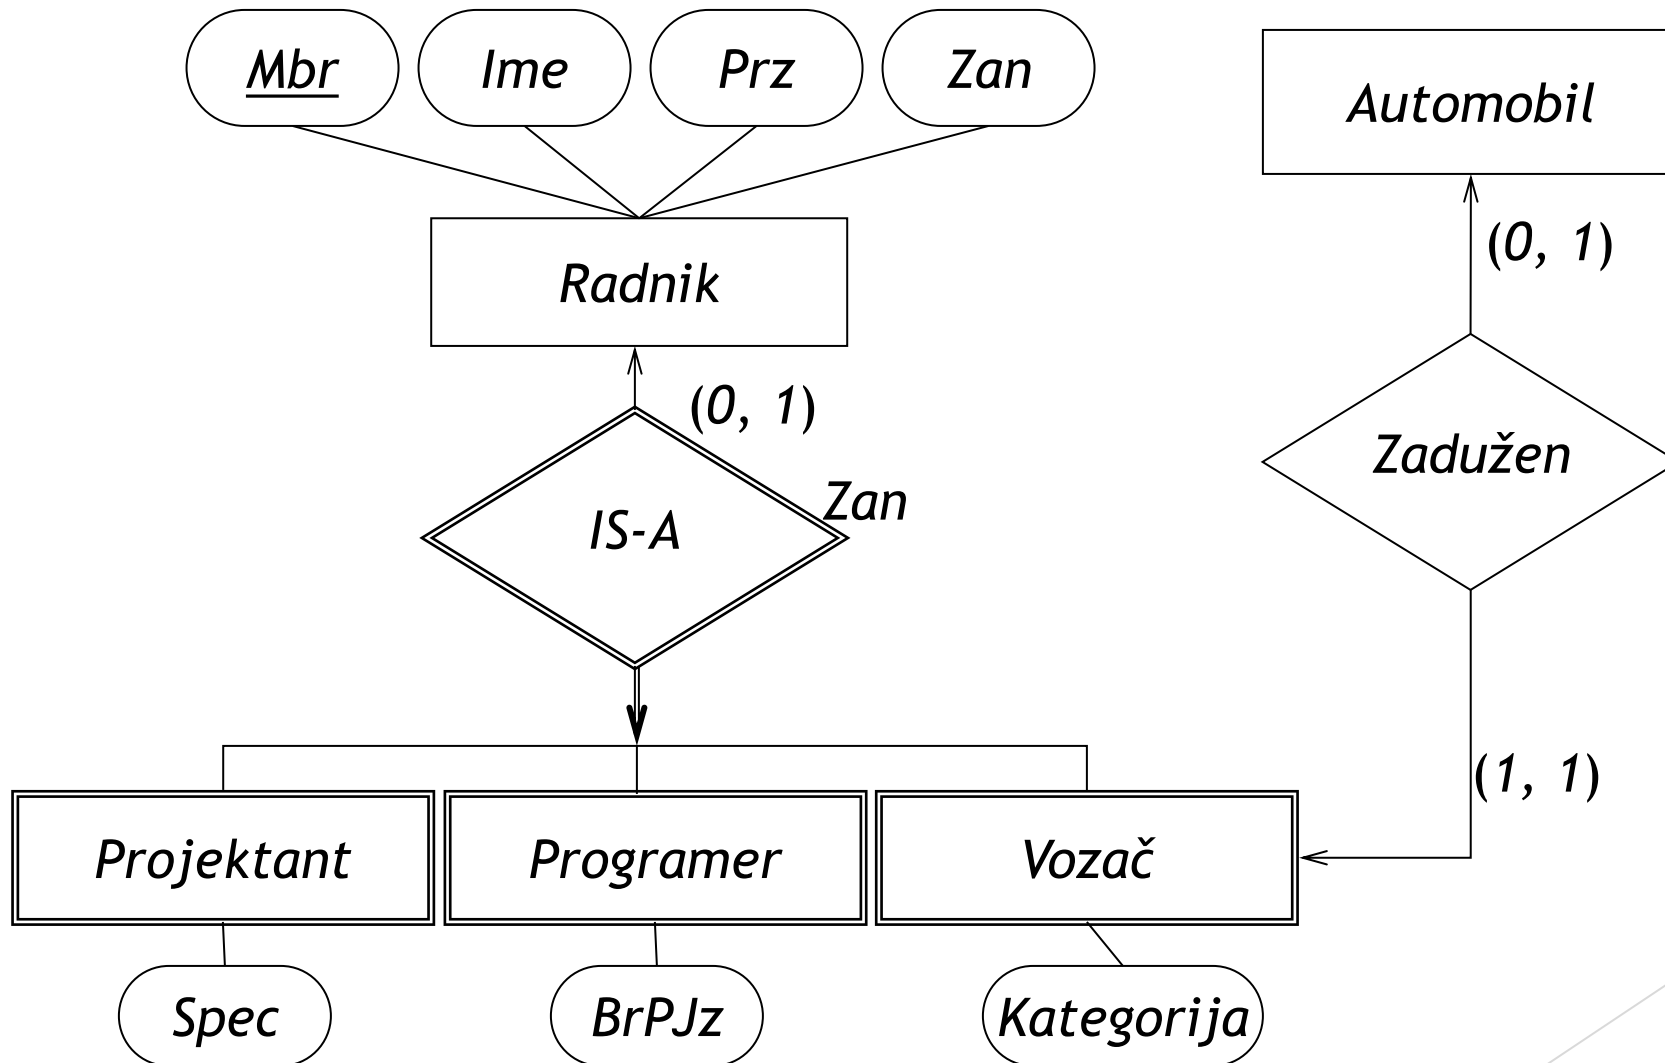 Mbr
Ime
Prz
Zan
Automobil
(0, 1)
Radnik
(0, 1)
Zan
IS-A
Zadužen
(1, 1)
Projektant
Programer
Vozač
Spec
BrPJz
Kategorija